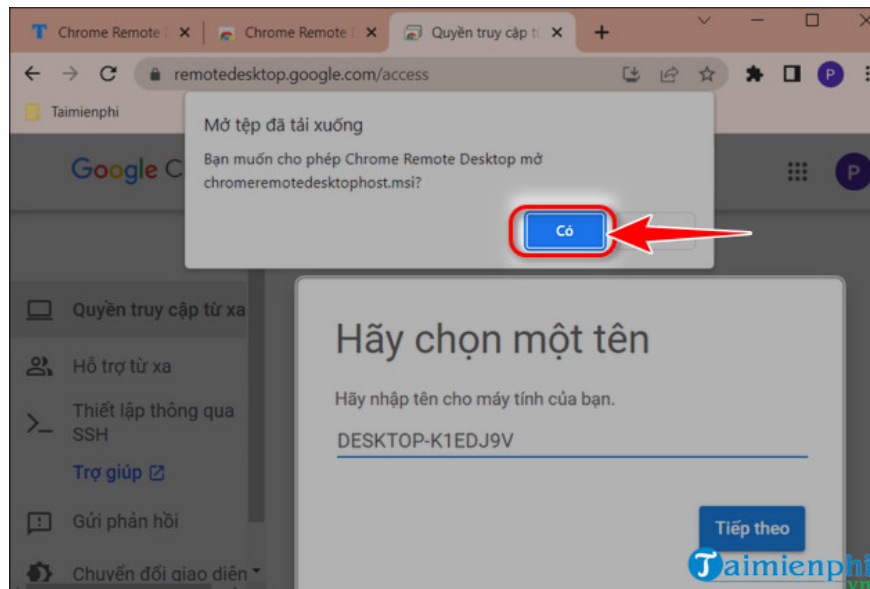 Chrome Remote
Chrome Remote
Quyền truy cập t
remotedesktop.google.com/access
P
Taimienphi
Mở tệp đã tải xuống
Bạn muốn cho phép Chrome Remote Desktop mở
chromeremotedesktophost.msi?
Có
Google C
P
Quyền truy cập từ xa
Hỗ trợ từ xa
Thiết lập thông qua
SSH
Trợ giúp
Gửi phản hồi
Chuyển đổi giao diện
Hãy chọn một tên
Hãy nhập tên cho máy tính của bạn.
DESKTOP-K1EDJ9V
Tiếp theo
Taimienphi
.vn